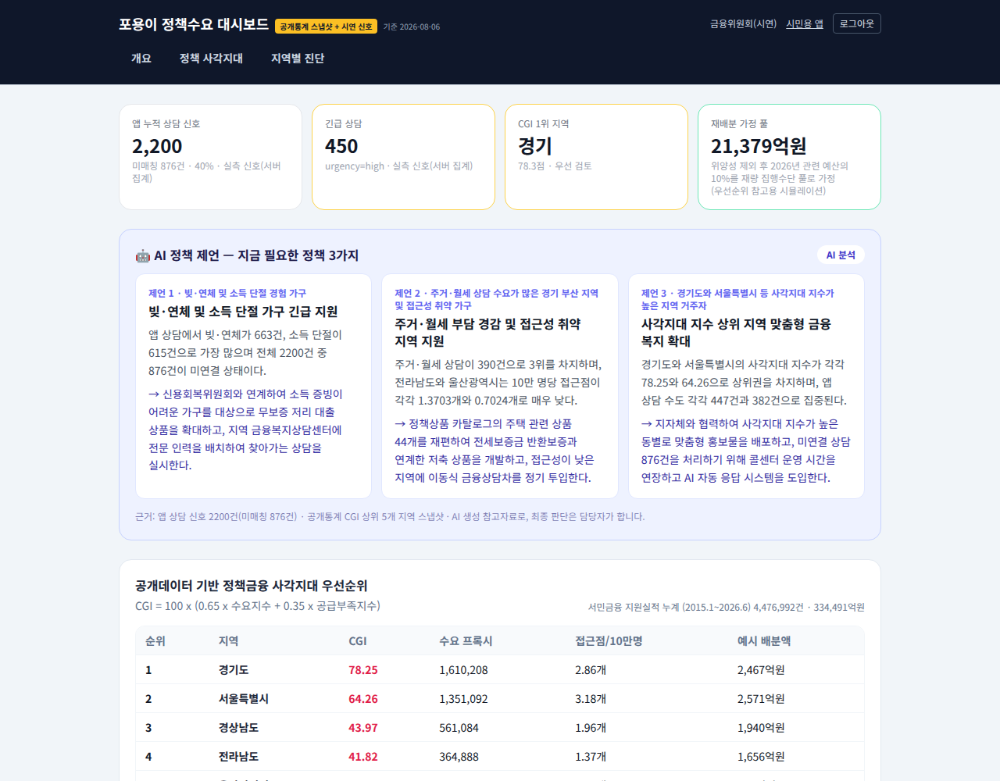 포용이 정책수요 대시보드 공개통계 스냅샷 + 시연 신호 기준 2026-08-06
금융위원회(시연) 시민용 앱 로그아웃
개요 정책 사각지대 지역별 진단
앱 누적 상담 신호
2,200
미매칭 876건 · 40% · 실측 신호(서버
집계)
긴급 상담
450
urgency=high · 실측 신호(서버 집계)
CGI 1위 지역
경기
78.3점 · 우선 검토
재배분 가정 풀
21,379억원
위양성 제외 후 2026년 관련 예산의
10%를 재량 집행수단 풀로 가정
(우선순위 참고용 시뮬레이션)
🤖 AI 정책 제언 — 지금 필요한 정책 3가지
AI 분석
제언 1 · 빚·연체 및 소득 단절 경험 가구
빚·연체 및 소득 단절 가구 긴급 지원
앱 상담에서 빚·연체가 663건, 소득 단절이
615건으로 가장 많으며 전체 2200건 중
876건이 미연결 상태이다.
→ 신용회복위원회와 연계하여 소득 증빙이
어려운 가구를 대상으로 무보증 저리 대출
상품을 확대하고, 지역 금융복지상담센터에
전문 인력을 배치하여 찾아가는 상담을
실시한다.
제언 2 · 주거·월세 상담 수요가 많은 경기 부산 지역
및 접근성 취약 가구
주거·월세 부담 경감 및 접근성 취약
지역 지원
주거·월세 상담이 390건으로 3위를 차지하며,
전라남도와 울산광역시는 10만 명당 접근점이
각각 1.3703개와 0.7024개로 매우 낮다.
→ 정책상품 카탈로그의 주택 관련 상품
44개를 재편하여 전세보증금 반환보증과
연계한 저축 상품을 개발하고, 접근성이 낮은
지역에 이동식 금융상담차를 정기 투입한다.
제언 3 · 경기도와 서울특별시 등 사각지대 지수가
높은 지역 거주자
사각지대 지수 상위 지역 맞춤형 금융
복지 확대
경기도와 서울특별시의 사각지대 지수가 각각
78.25와 64.26으로 상위권을 차지하며, 앱
상담 수도 각각 447건과 382건으로 집중된다.
→ 지자체와 협력하여 사각지대 지수가 높은
동별로 맞춤형 홍보물을 배포하고, 미연결 상담
876건을 처리하기 위해 콜센터 운영 시간을
연장하고 AI 자동 응답 시스템을 도입한다.
근거: 앱 상담 신호 2200건(미매칭 876건) · 공개통계 CGI 상위 5개 지역 스냅샷 · AI 생성 참고자료로, 최종 판단은 담당자가 합니다.
공개데이터 기반 정책금융 사각지대 우선순위
CGI = 100 x (0.65 x 수요지수 + 0.35 x 공급부족지수)
서민금융 지원실적 누계 (2015.1~2026.6) 4,476,992건 · 334,491억원
순위 지역 CGI 수요 프록시 접근점/10만명 예시 배분액
1 경기도 78.25 1,610,208 2.86개 2,467억원
2 서울특별시 64.26 1,351,092 3.18개 2,571억원
3 경상남도 43.97 561,084 1.96개 1,940억원
4 전라남도 41.82 364,888 1.37개 1,656억원